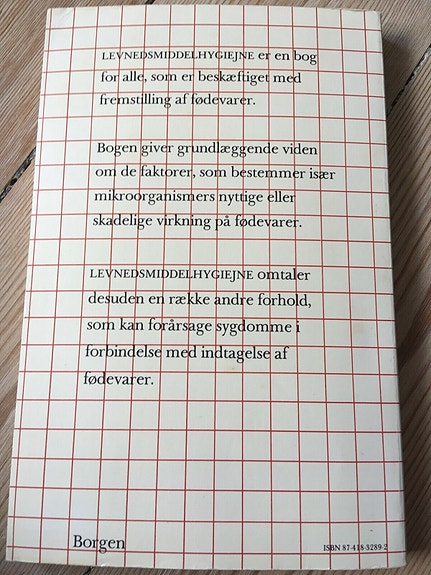 LEVNEDSMIDDELHYGIEJNE er en bog
for alle, som er beskæftiget med
fremstilling af fødevarer.
Bogen giver grundlæggende viden
om de faktorer, som bestemmer især
mikroorganismers nyttige eller
skadelige virkning på fødevarer.
LEVNEDSMIDDELHYGIEJNE omtaler
desuden en række andre forhold,
som kan forårsage sygdomme i
forbindelse med indtagelse af
fødevarer.
Borgen
ISBN 87-418-3289-2